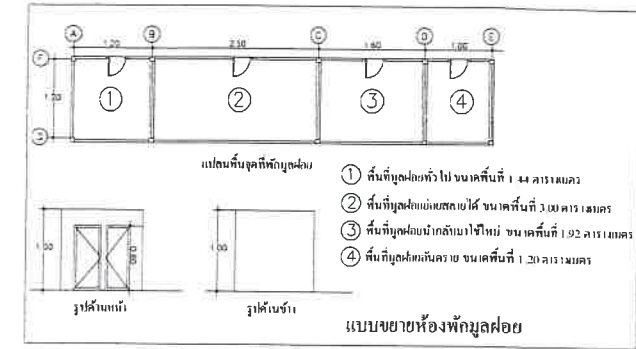 A B C D E
1.20 2.50 1.60 1.00
F
1.20
G
1 2 3 4
แปลนพื้นจุดที่พักมูลฝอย
1 พื้นที่มูลฝอยทั่วไป ขนาดพื้นที่ 1.44 ตารางเมตร
2 พื้นที่มูลฝอยย่อยสลายได้ ขนาดพื้นที่ 3.00 ตารางเมตร
3 พื้นที่มูลฝอยนำกลับมาใช้ใหม่ ขนาดพื้นที่ 1.92 ตารางเมตร
4 พื้นที่มูลฝอยอันตราย ขนาดพื้นที่ 1.20 ตารางเมตร
1.00 0.80
1.00
รูปด้านหน้า
รูปด้านข้าง
แบบขยายห้องพักมูลฝอย